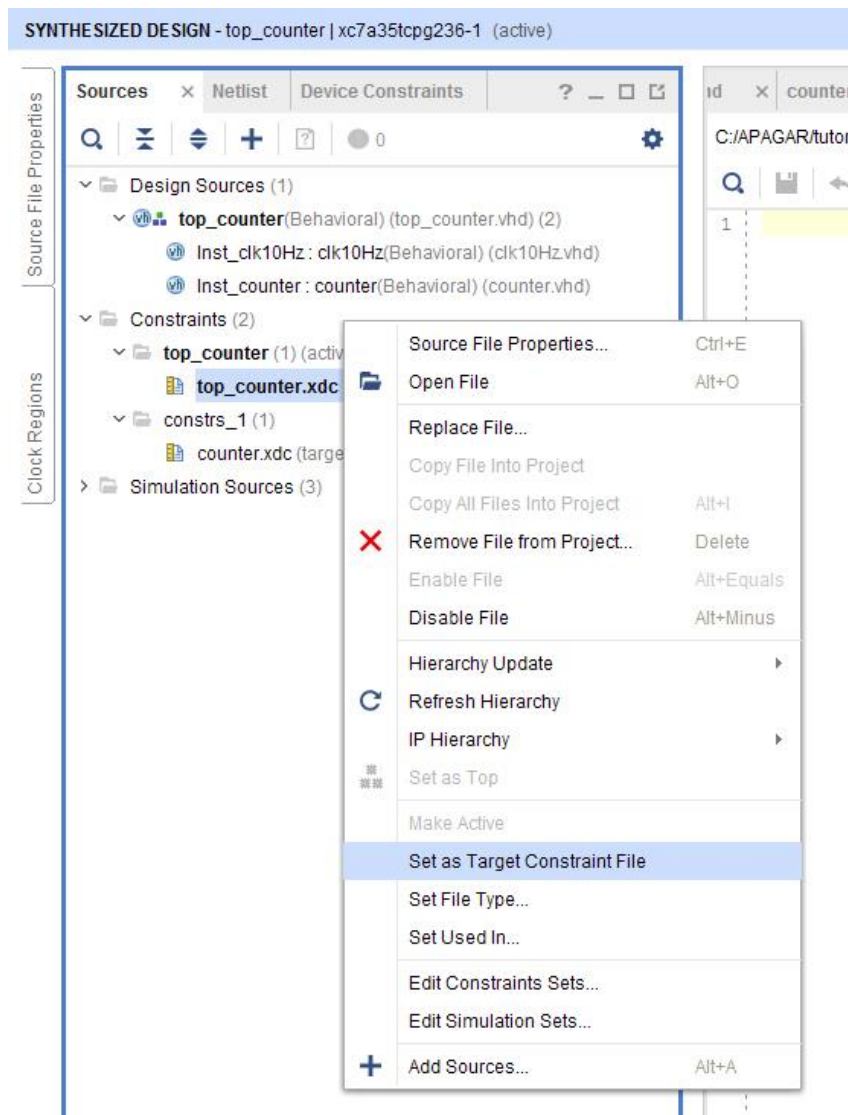 SYNTHESIZED DESIGN - top_counter | xc7a35tcpg236-1 (active)
Source File Properties
Clock Regions
Sources × Netlist Device Constraints ? _
0
Design Sources (1)
top_counter(Behavioral) (top_counter.vhd) (2)
Inst_clk10Hz : clk10Hz(Behavioral) (clk10Hz.vhd)
Inst_counter : counter(Behavioral) (counter.vhd)
Constraints (2)
top_counter (1) (activ
top_counter.xdc
constrs_1 (1)
counter.xdc (targe
Simulation Sources (3)
Source File Properties... Ctrl+E
Open File Alt+O
Replace File...
Copy File Into Project
Copy All Files Into Project Alt+I
Remove File from Project... Delete
Enable File Alt+Equals
Disable File Alt+Minus
Hierarchy Update
Refresh Hierarchy
IP Hierarchy
Set as Top
Make Active
Set as Target Constraint File
Set File Type...
Set Used In...
Edit Constraints Sets...
Edit Simulation Sets...
Add Sources... Alt+A
× counter
C:/APAGAR/tutor
1